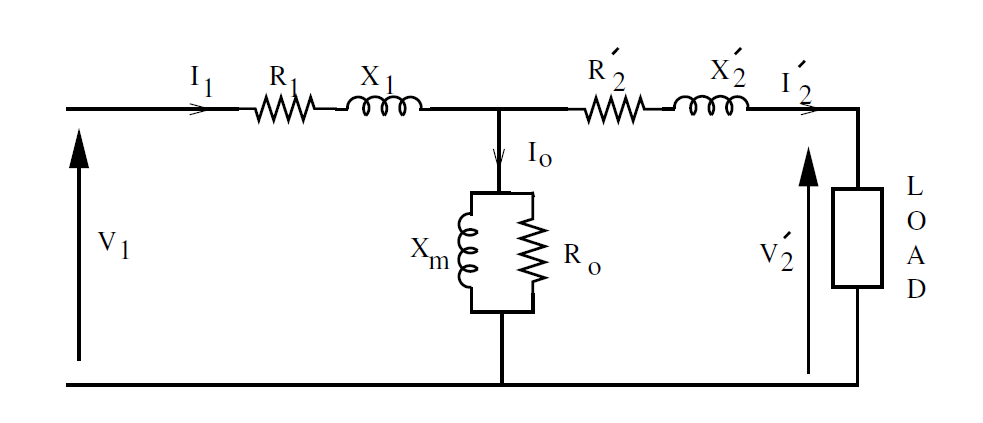 I1
R1
X1
R2′
X2′
I2′
Io
V1
Xm
Ro
V2′
L
O
A
D